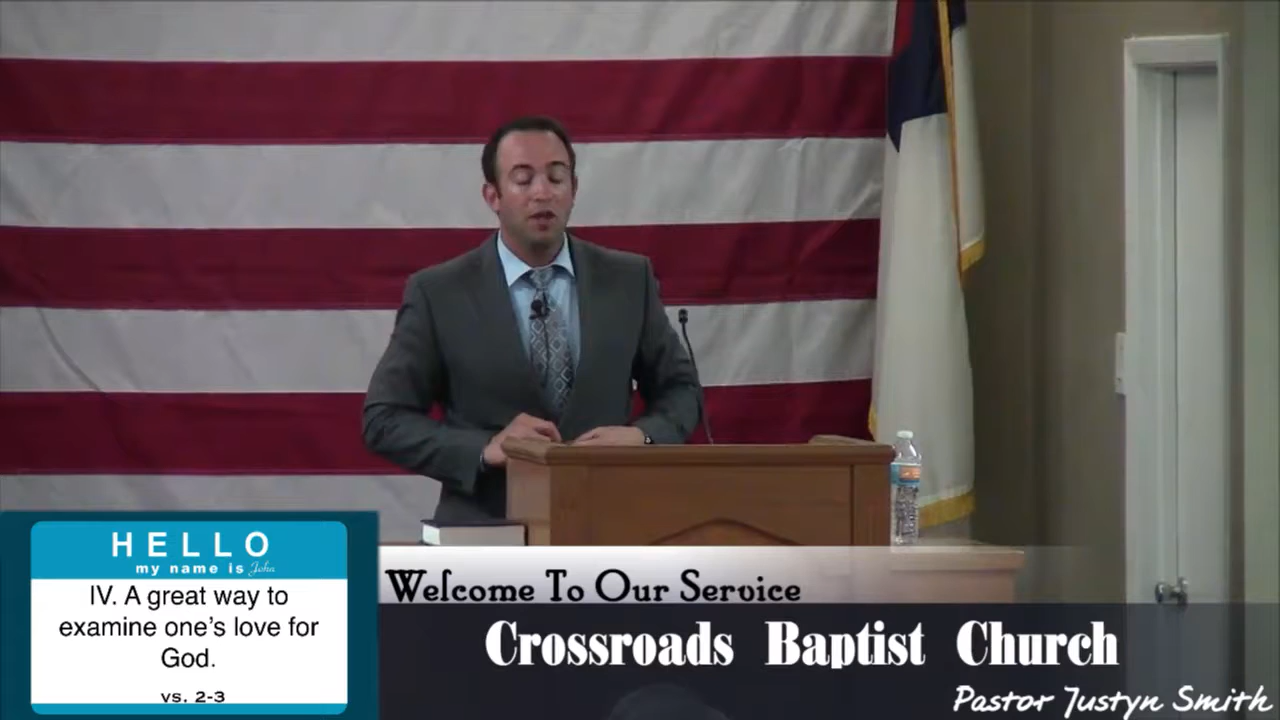 HELLO
my name is John
IV. A great way to
examine one's love for
God.
vs. 2-3
Welcome To Our Service
Crossroads Baptist Church
Pastor Justyn Smith